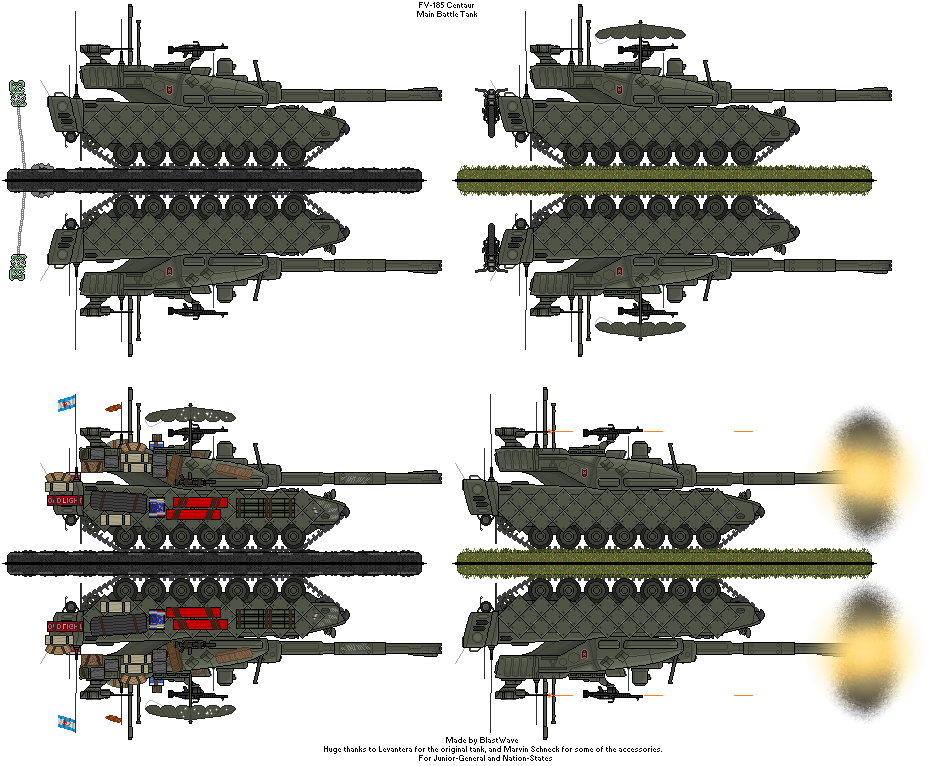 FV-185 Centaur
Main Battle Tank
Made by BlastWave
Huge thanks to Levantera for the original tank, and Marvin Schneck for some of the accessories.
For Junior-General and Nation-States